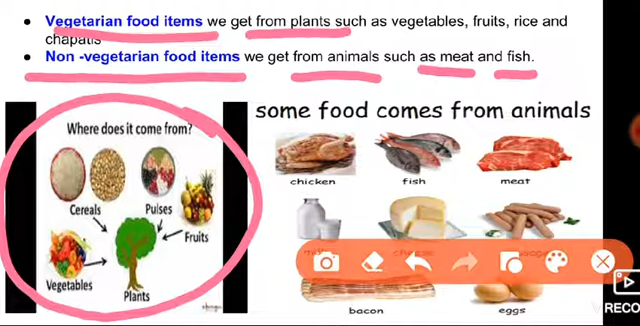 Vegetarian food items we get from plants such as vegetables, fruits, rice and
chapatis
Non -vegetarian food items we get from animals such as meat and fish.
Where does it come from?
Cereals
Pulses
Fruits
Vegetables
Plants
some food comes from animals
chicken
fish
meat
bacon
eggs
RECO